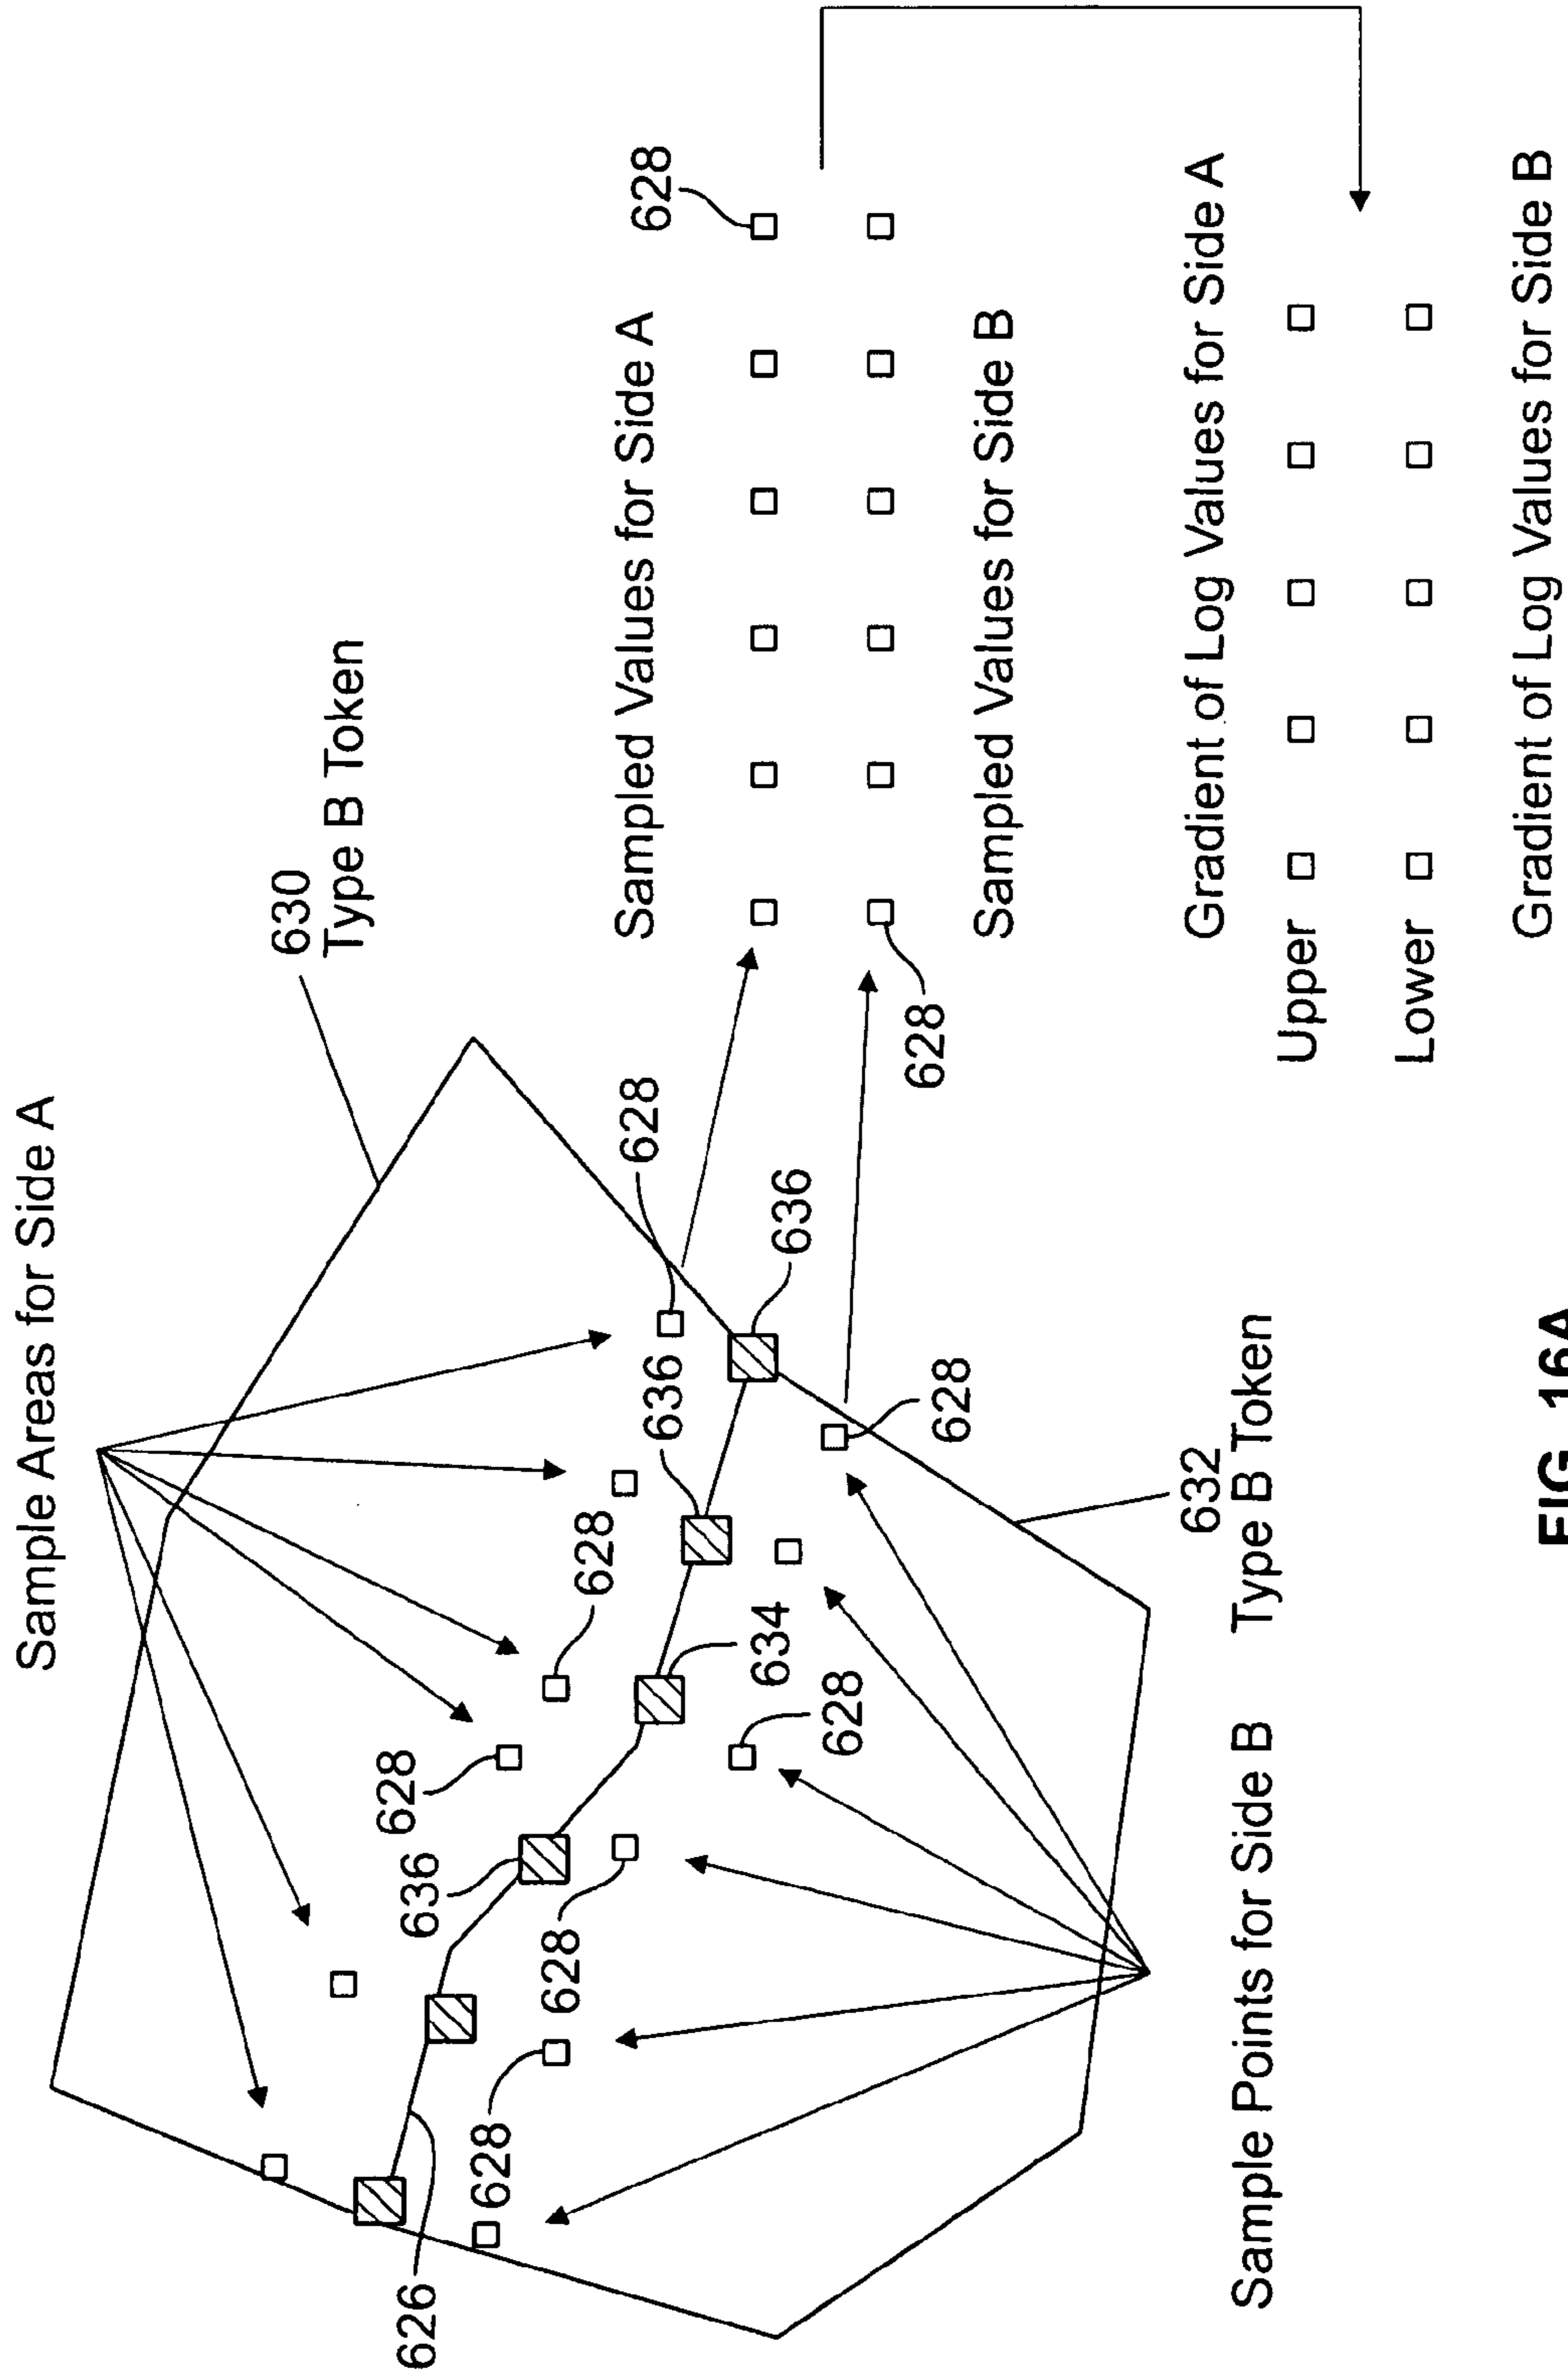 Sample Areas for Side A
630
Type B Token
628
636
636
628
628
634
628
628
636
628
628
628
626
632
Type B Token
Sample Points for Side B
628
Sampled Values for Side A
628
Sampled Values for Side B
Gradient of Log Values for Side A
Upper
Lower
Gradient of Log Values for Side B
FIG. 16A